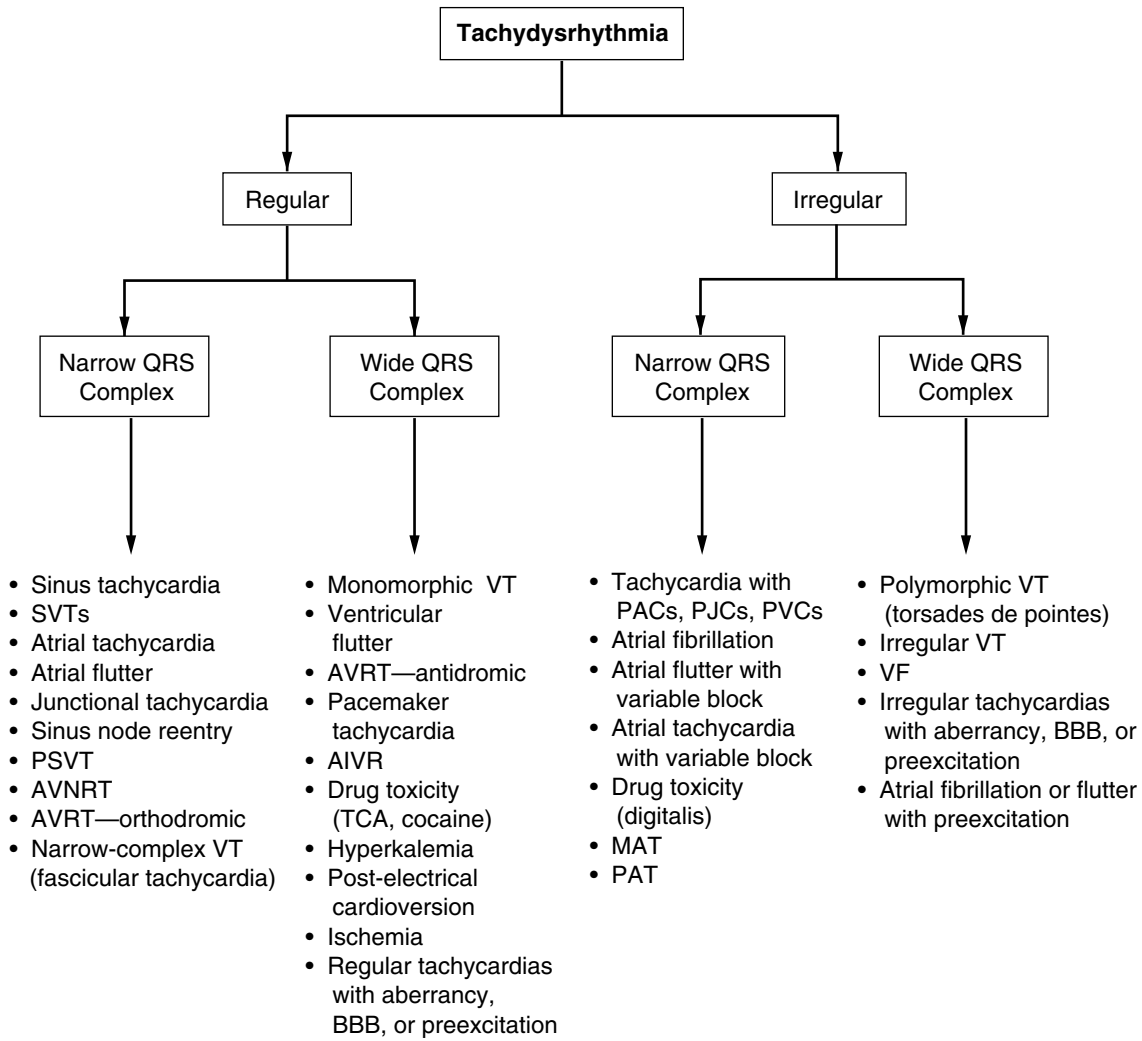 Tachydysrhythmia
Regular
Irregular
Narrow QRS
Complex
Wide QRS
Complex
Narrow QRS
Complex
Wide QRS
Complex
• Sinus tachycardia
• SVTs
• Atrial tachycardia
• Atrial flutter
• Junctional tachycardia
• Sinus node reentry
• PSVT
• AVNRT
• AVRT—orthodromic
• Narrow-complex VT
(fascicular tachycardia)
• Monomorphic VT
• Ventricular
flutter
• AVRT—antidromic
• Pacemaker
tachycardia
• AIVR
• Drug toxicity
(TCA, cocaine)
• Hyperkalemia
• Post-electrical
cardioversion
• Ischemia
• Regular tachycardias
with aberrancy,
BBB, or preexcitation
• Tachycardia with
PACs, PJCs, PVCs
• Atrial fibrillation
• Atrial flutter with
variable block
• Atrial tachycardia
with variable block
• Drug toxicity
(digitalis)
• MAT
• PAT
• Polymorphic VT
(torsades de pointes)
• Irregular VT
• VF
• Irregular tachycardias
with aberrancy, BBB, or
preexcitation
• Atrial fibrillation or flutter
with preexcitation